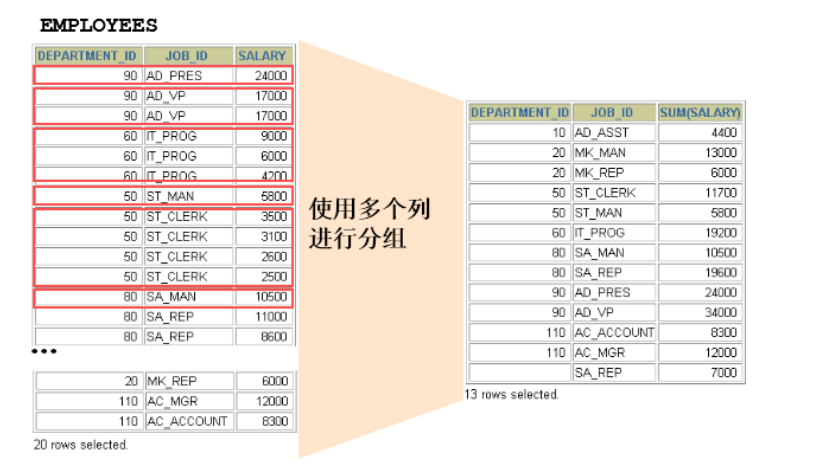 EMPLOYEES
DEPARTMENT_ID JOB_ID SALARY
90 AD_PRES 24000
90 AD_VP 17000
90 AD_VP 17000
60 IT_PROG 9000
60 IT_PROG 6000
60 IT_PROG 4200
50 ST_MAN 5800
50 ST_CLERK 3500
50 ST_CLERK 3100
50 ST_CLERK 2600
50 ST_CLERK 2500
80 SA_MAN 10500
80 SA_REP 11000
80 SA_REP 8600
•••
20 MK_REP 6000
110 AC_MGR 12000
110 AC_ACCOUNT 8300
20 rows selected.
使用多个列
进行分组
DEPARTMENT_ID JOB_ID SUM(SALARY)
10 AD_ASST 4400
20 MK_MAN 13000
20 MK_REP 6000
50 ST_CLERK 11700
50 ST_MAN 5800
60 IT_PROG 19200
80 SA_MAN 10500
80 SA_REP 19600
90 AD_PRES 24000
90 AD_VP 34000
110 AC_ACCOUNT 8300
110 AC_MGR 12000
SA_REP 7000
13 rows selected.